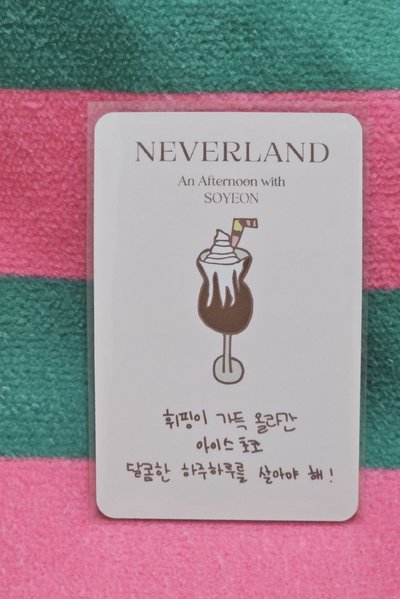 NEVERLAND
An Afternoon with
SOYEON
휘핑이 가득 올라간
아이스초코
달콤한 하루하루를 살아야 해!